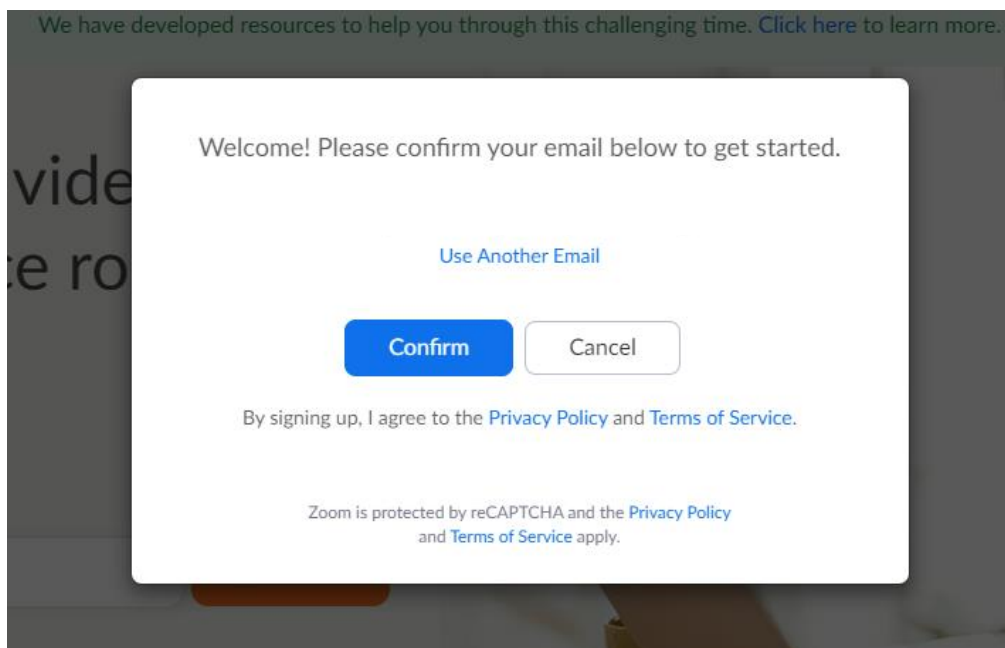 We have developed resources to help you through this challenging time. Click here to learn more.
Welcome! Please confirm your email below to get started.
vide
ce ro
Use Another Email
Confirm Cancel
By signing up, I agree to the Privacy Policy and Terms of Service.
Zoom is protected by reCAPTCHA and the Privacy Policy
and Terms of Service apply.